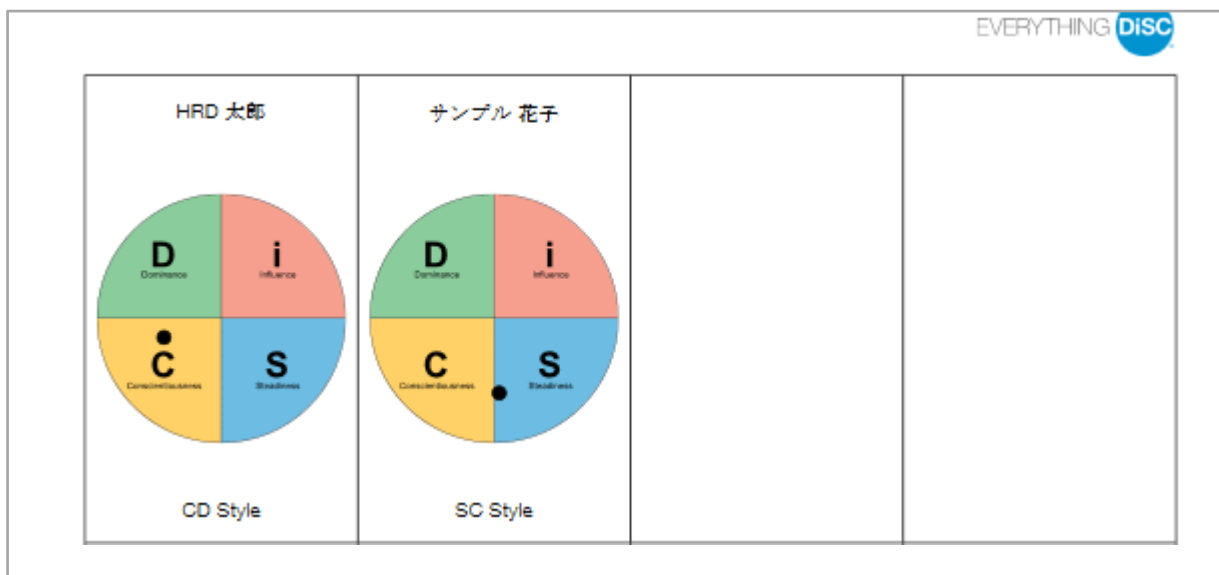 EVERYTHING DiSC
HRD 太郎
D
Dominance
i
Influence
C
Conscientiousness
S
Steadiness
CD Style
サンプル 花子
D
Dominance
i
Influence
C
Conscientiousness
S
Steadiness
SC Style